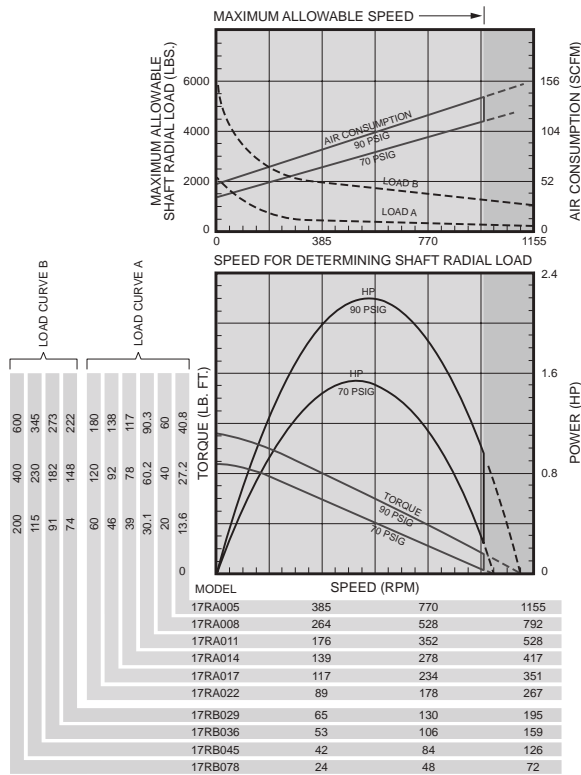 MAXIMUM ALLOWABLE SPEED
MAXIMUM ALLOWABLE
SHAFT RADIAL LOAD (LBS.)
6000
4000
2000
0
AIR CONSUMPTION
90 PSIG
70 PSIG
LOAD B
LOAD A
156
104
52
0
AIR CONSUMPTION (SCFM)
0 385 770 1155
SPEED FOR DETERMINING SHAFT RADIAL LOAD
LOAD CURVE B
LOAD CURVE A
600 345 273 222 180 138 117 90.3 60 40.8
400 230 182 148 120 92 78 60.2 40 27.2
200 115 91 74 60 46 39 30.1 20 13.6
0
TORQUE (LB. FT.)
HP
90 PSIG
HP
70 PSIG
TORQUE
90 PSIG
70 PSIG
2.4
1.6
0.8
0
POWER (HP)
MODEL SPEED (RPM)
17RA005 385 770 1155
17RA008 264 528 792
17RA011 176 352 528
17RA014 139 278 417
17RA017 117 234 351
17RA022 89 178 267
17RB029 65 130 195
17RB036 53 106 159
17RB045 42 84 126
17RB078 24 48 72